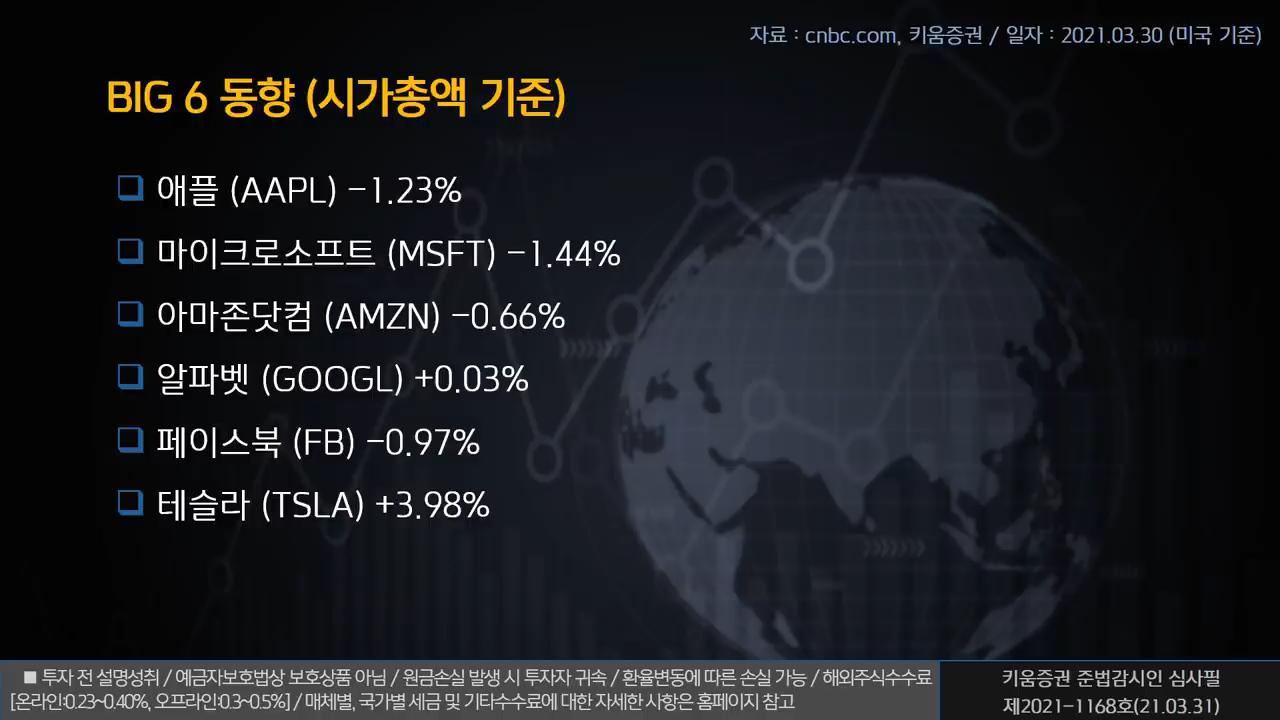 자료 : cnbc.com, 키움증권 / 일자 : 2021.03.30 (미국 기준)
BIG 6 동향 (시가총액 기준)
애플 (AAPL) -1.23%
마이크로소프트 (MSFT) -1.44%
아마존닷컴 (AMZN) -0.66%
알파벳 (GOOGL) +0.03%
페이스북 (FB) -0.97%
테슬라 (TSLA) +3.98%
■ 투자 전 설명성취 / 예금자보호법상 보호상품 아님 / 원금손실 발생 시 투자자 귀속 / 환율변동에 따른 손실 가능 / 해외주식수수료
[온라인:0.23~0.40%, 오프라인:0.3~0.5%] / 매체별, 국가별 세금 및 기타수수료에 대한 자세한 사항은 홈페이지 참고
키움증권 준법감시인 심사필
제2021-1168호(21.03.31)